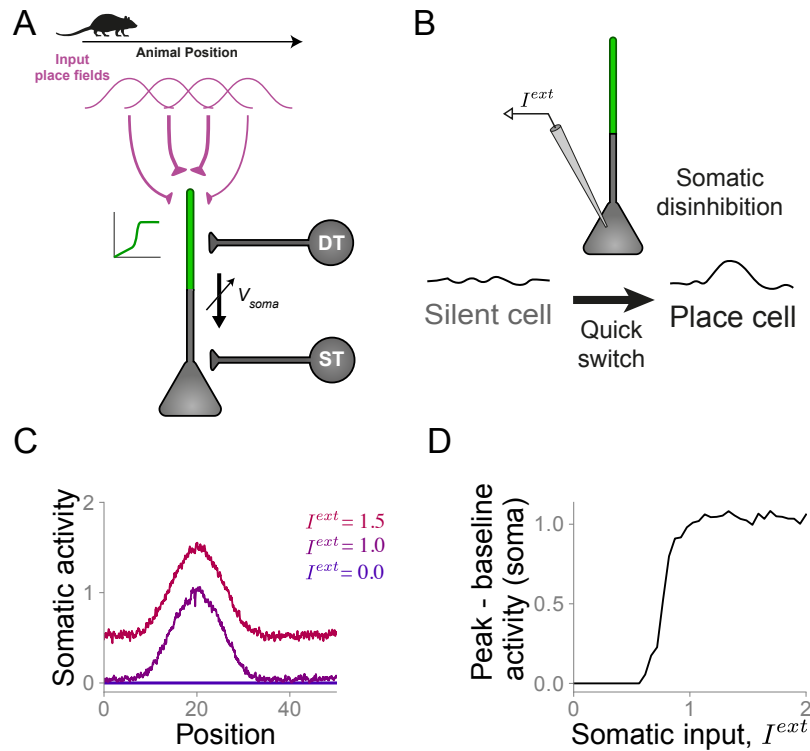 A
Animal Position
Input
place fields
DT
V_soma
ST
B
I^ext
Somatic
disinhibition
Silent cell
Quick
switch
Place cell
C
Somatic activity
2
1
0
I^ext = 1.5
I^ext = 1.0
I^ext = 0.0
0
20
40
Position
D
Peak - baseline
activity (soma)
1.0
0.5
0.0
0
1
2
Somatic input, I^ext